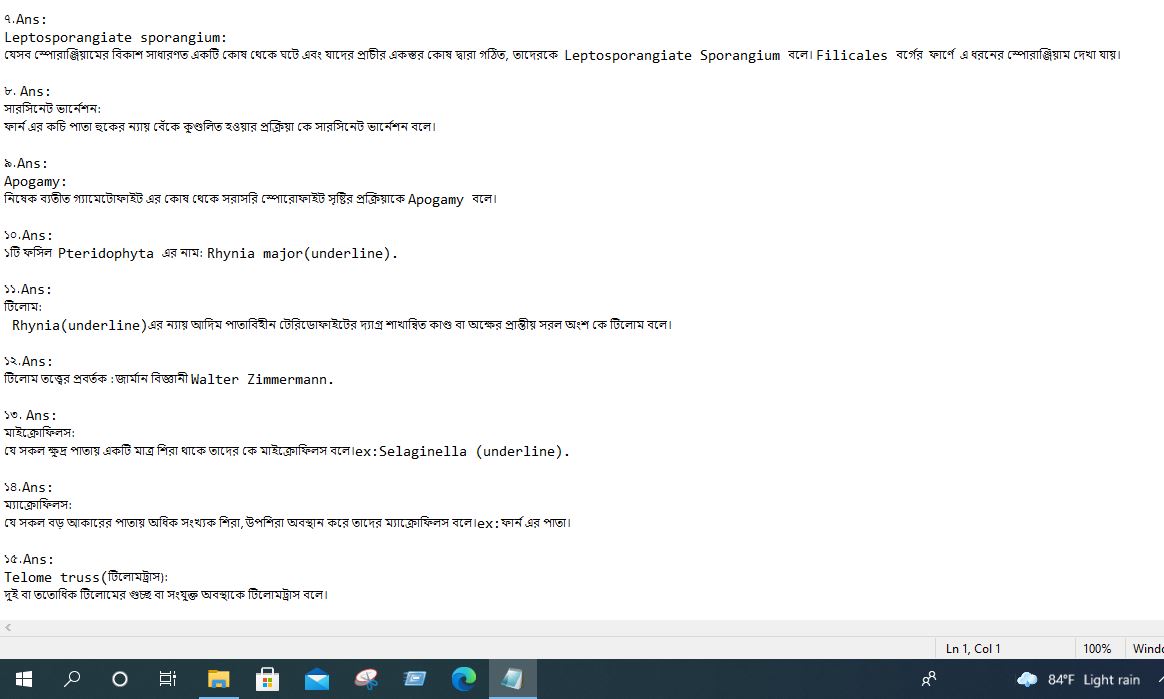 ৭.Ans:
Leptosporangiate sporangium:
যেসব স্পোরাঞ্জিয়ামের বিকাশ সাধারণত একটি কোষ থেকে ঘটে এবং যাদের প্রাচীর একস্তর কোষ দ্বারা গঠিত, তাদেরকে Leptosporangiate Sporangium বলে। Filicales বর্গের ফার্ণে এ ধরনের স্পোরাঞ্জিয়াম দেখা যায়।
৮. Ans:
সারসিনেট ভার্নেশন:
ফার্ন এর কচি পাতা হুকের ন্যায় বেঁকে কুণ্ডলিত হওয়ার প্রক্রিয়া কে সারসিনেট ভার্নেশন বলে।
৯.Ans:
Apogamy:
নিষেক ব্যতীত গ্যামেটোফাইট এর কোষ থেকে সরাসরি স্পোরোফাইট সৃষ্টির প্রক্রিয়াকে Apogamy বলে।
১০.Ans:
১টি ফসিল Pteridophyta এর নাম: Rhynia major(underline).
১১.Ans:
টিলোম:
Rhynia(underline)এর ন্যায় আদিম পাতাবিহীন টেরিডোফাইটের দ্যাগ্র শাখান্বিত কাণ্ড বা অক্ষের প্রান্তীয় সরল অংশ কে টিলোম বলে।
১২.Ans:
টিলোম তত্ত্বের প্রবর্তক : জার্মান বিজ্ঞানী Walter Zimmermann.
১৩. Ans:
মাইক্রোফিলস:
যে সকল ক্ষুদ্র পাতায় একটি মাত্র শিরা থাকে তাদের কে মাইক্রোফিলস বলে।ex:Selaginella (underline).
১৪.Ans:
ম্যাক্রোফিলস:
যে সকল বড় আকারের পাতায় অধিক সংখ্যক শিরা, উপশিরা অবস্থান করে তাদের ম্যাক্রোফিলস বলে।ex:ফার্ন এর পাতা।
১৫.Ans:
Telome truss(টিলোমট্রাস):
দুই বা ততোধিক টিলোমের গুচ্ছ বা সংযুক্ত অবস্থাকে টিলোমট্রাস বলে।
Ln 1, Col 1 100% Windo
84°F Light rain